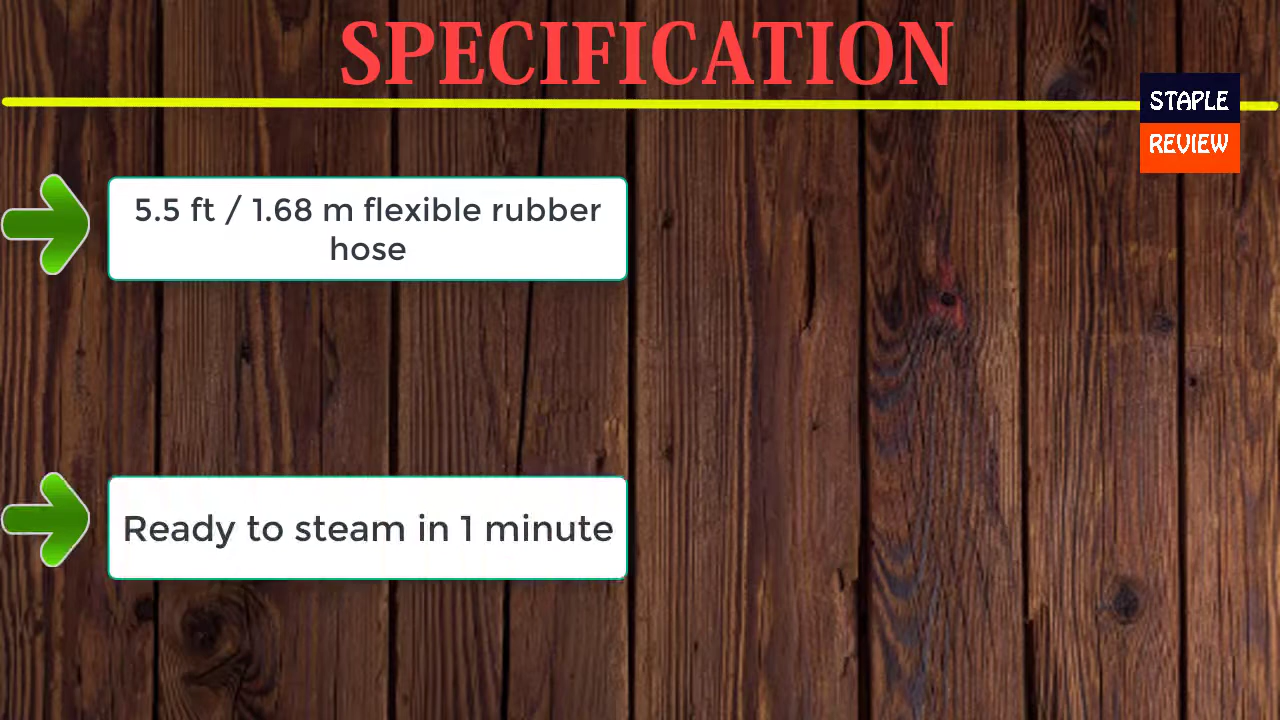 SPECIFICATION
STAPLE
REVIEW
5.5 ft / 1.68 m flexible rubber
hose
Ready to steam in 1 minute